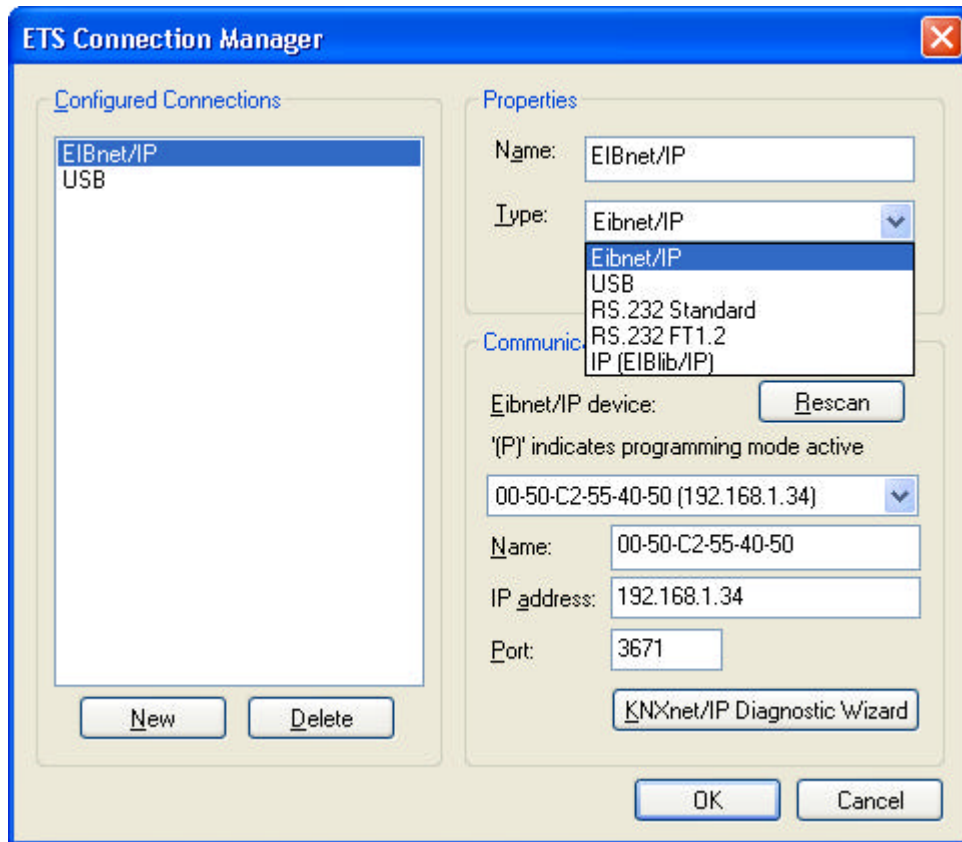 ETS Connection Manager
Configured Connections
EIBnet/IP
USB
New
Delete
Properties
Name:
EIBnet/IP
Type:
Eibnet/IP
Eibnet/IP
USB
RS.232 Standard
RS.232 FT1.2
IP (EIBlib/IP)
Communic
Eibnet/IP device:
Rescan
'(P)' indicates programming mode active
00-50-C2-55-40-50 (192.168.1.34)
Name:
00-50-C2-55-40-50
IP address:
192.168.1.34
Port:
3671
KNXnet/IP Diagnostic Wizard
OK
Cancel